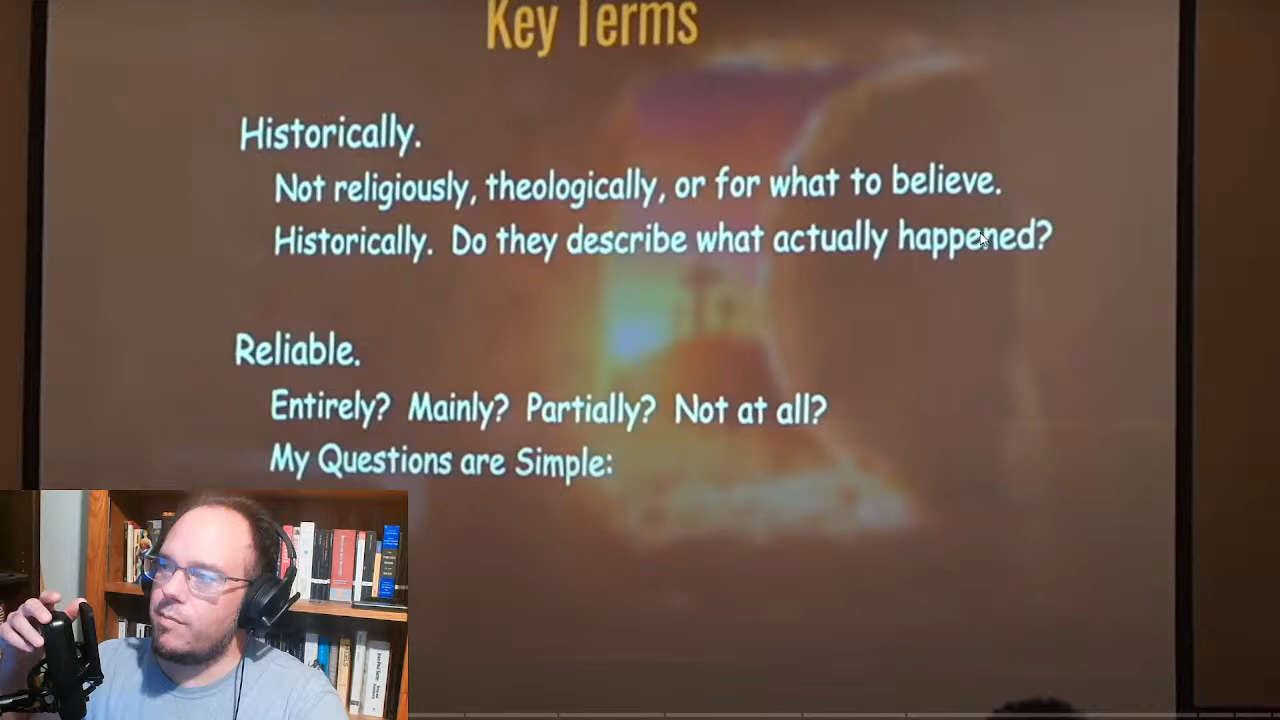 Key Terms
Historically.
Not religiously, theologically, or for what to believe.
Historically. Do they describe what actually happened?
Reliable.
Entirely? Mainly? Partially? Not at all?
My Questions are Simple: